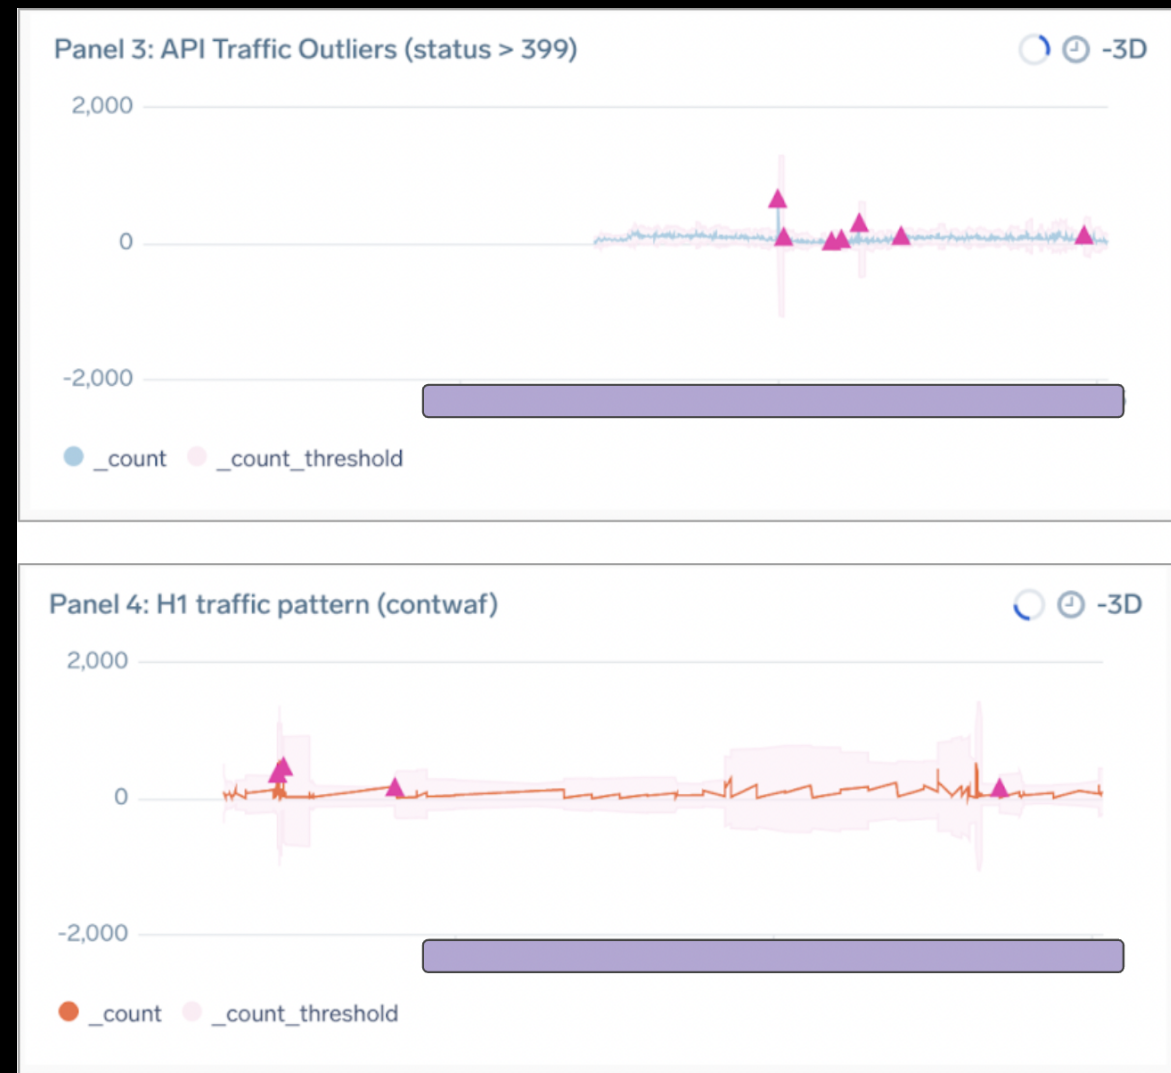 Panel 3: API Traffic Outliers (status > 399)
-3D
2,000
0
-2,000
_count
_count_threshold
Panel 4: H1 traffic pattern (contwaf)
-3D
2,000
0
-2,000
_count
_count_threshold